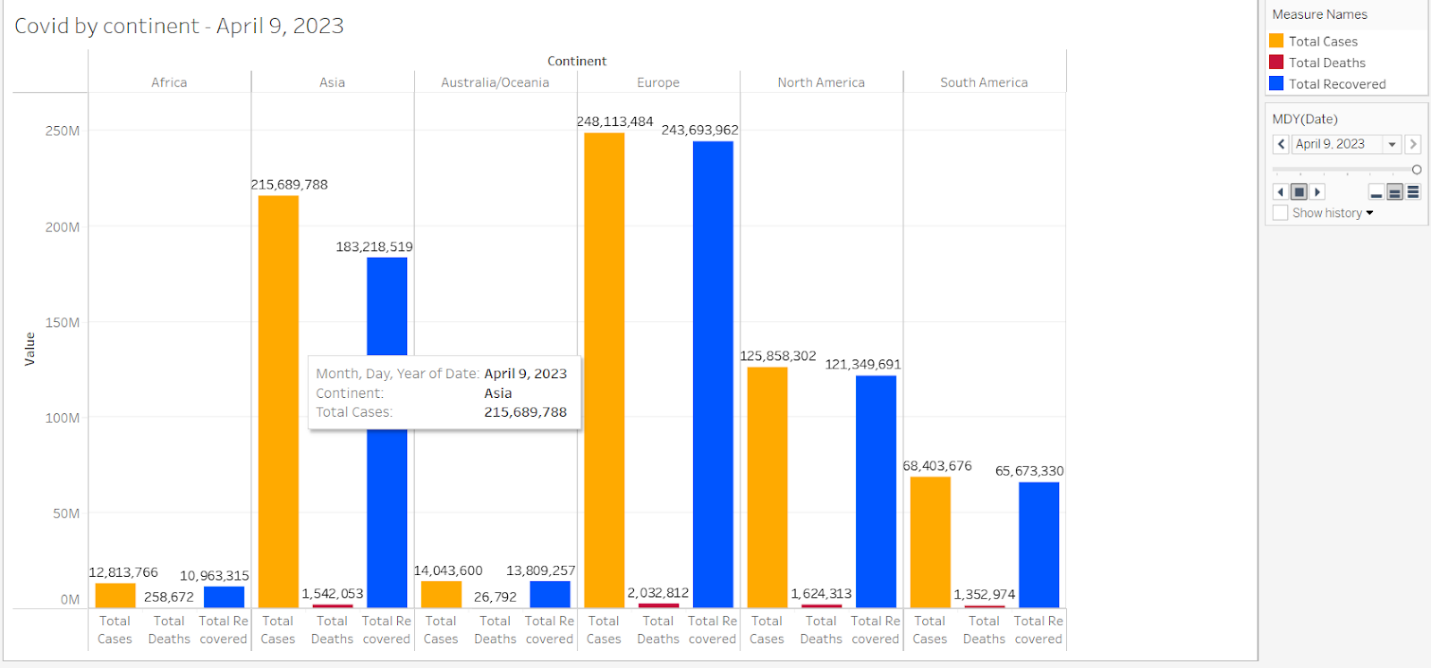 Covid by continent - April 9, 2023
Continent
Africa Asia Australia/Oceania Europe North America South America
250M
200M
150M
100M
50M
0M
Value
12,813,766
258,672
10,963,315
215,689,788
1,542,053
183,218,519
14,043,600
26,792
13,809,257
248,113,484
2,032,812
243,693,962
125,858,302
1,624,313
121,349,691
68,403,676
1,352,974
65,673,330
Month, Day, Year of Date: April 9, 2023
Continent: Asia
Total Cases: 215,689,788
Total Total Total Re Total Total Total Re Total Total Total Re Total Total Total Re Total Total Total Re Total Total Total Re
Cases Deaths covered Cases Deaths covered Cases Deaths covered Cases Deaths covered Cases Deaths covered Cases Deaths covered
Measure Names
Total Cases
Total Deaths
Total Recovered
MDY(Date)
April 9, 2023
Show history